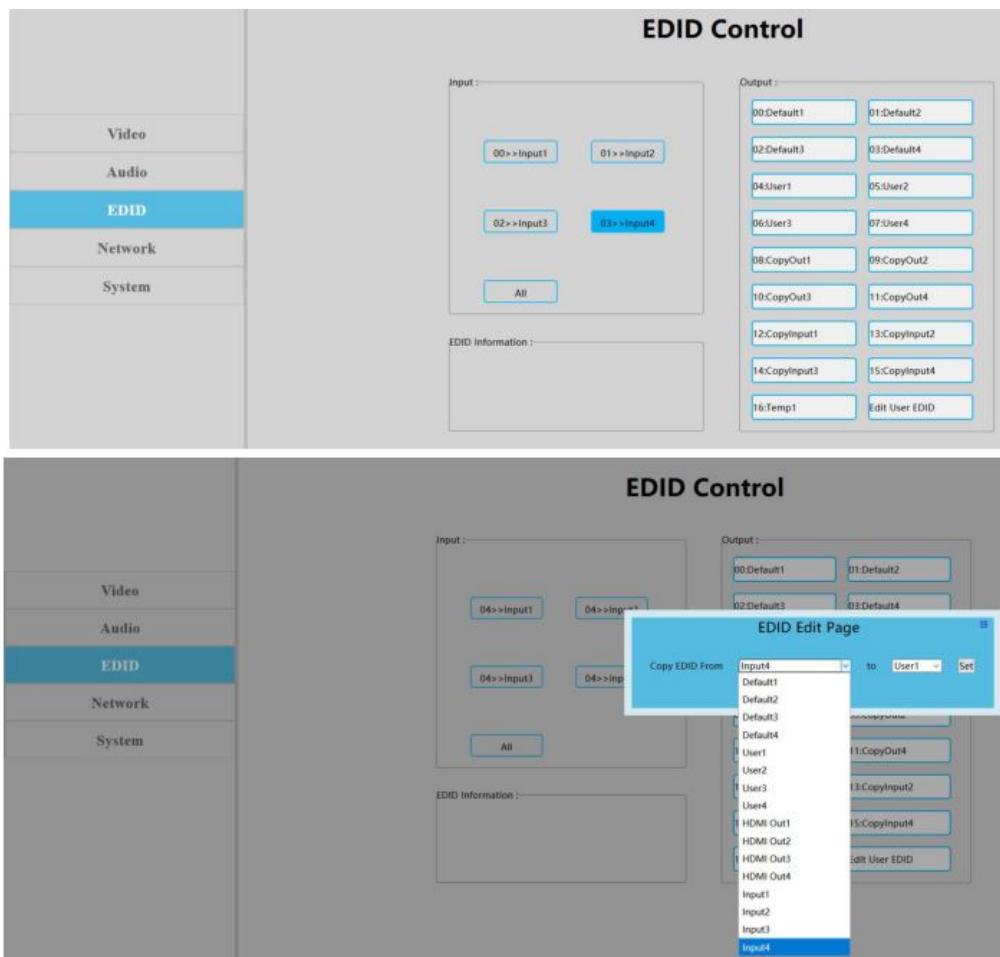 EDID Control
Video
Audio
EDID
Network
System
Input :
00>>Input1 01>>Input2
02>>Input3 03>>Input4
All
EDID Information :
Output :
00:Default1 01:Default2
02:Default3 03:Default4
04:User1 05:User2
06:User3 07:User4
08:CopyOut1 09:CopyOut2
10:CopyOut3 11:CopyOut4
12:CopyInput1 13:CopyInput2
14:CopyInput3 15:CopyInput4
16:Temp1 Edit User EDID
EDID Control
Video
Audio
EDID
Network
System
Input :
04>>Input1
04>>Input3
All
EDID Information :
Output :
00:Default1 01:Default2
02:Default3 03:Default4
11:CopyOut4
13:CopyInput2
15:CopyInput4
Edit User EDID
EDID Edit Page
Copy EDID From Input4 to User1 Set
Default1
Default2
Default3
Default4
User1
User2
User3
User4
HDMI Out1
HDMI Out2
HDMI Out3
HDMI Out4
Input1
Input2
Input3
Input4